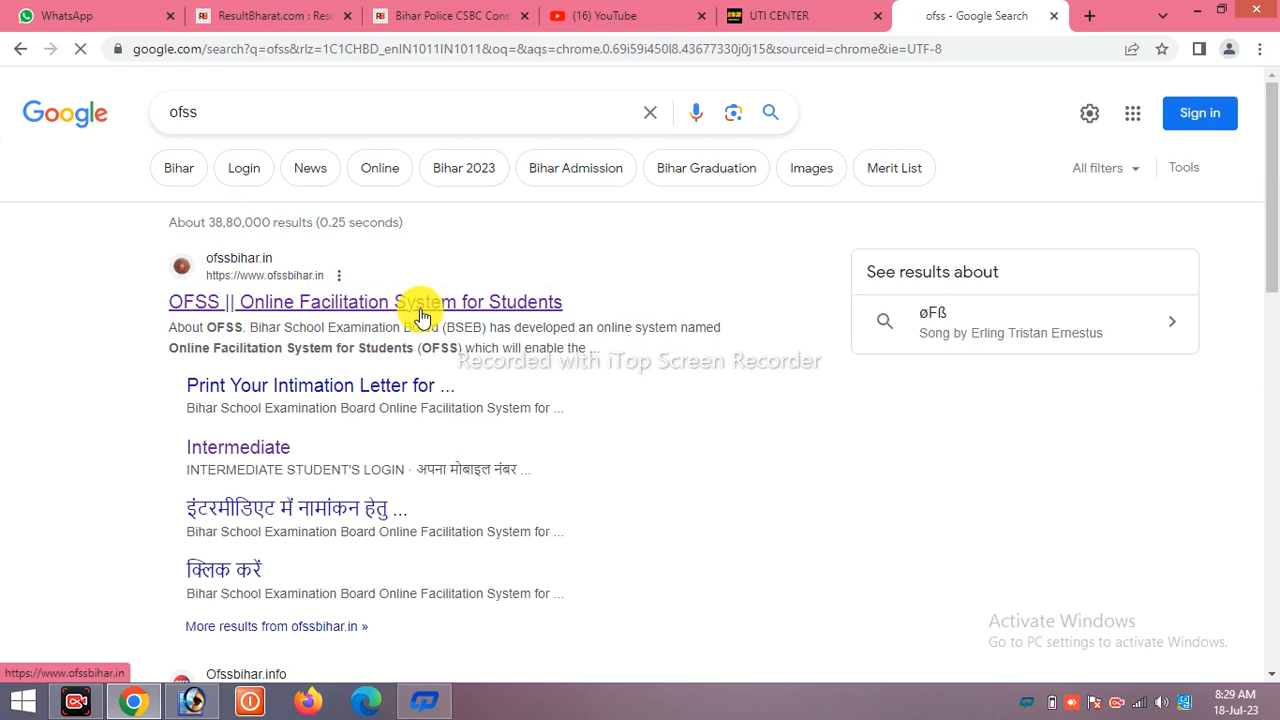 WhatsApp
ResultBharat.com : Resu
Bihar Police CSBC Cons
(16) YouTube
UTI CENTER
ofss - Google Search
google.com/search?q=ofss&rlz=1C1CHBD_enIN1011IN1011&oq=&aqs=chrome.0.69i59i450l8.43677330j0j15&sourceid=chrome&ie=UTF-8
Google
ofss
Sign in
Bihar
Login
News
Online
Bihar 2023
Bihar Admission
Bihar Graduation
Images
Merit List
All filters
Tools
About 38,80,000 results (0.25 seconds)
ofssbihar.in
https://www.ofssbihar.in
OFSS || Online Facilitation System for Students
About OFSS. Bihar School Examination Board (BSEB) has developed an online system named
Online Facilitation System for Students (OFSS) which will enable the ...
See results about
øFß
Song by Erling Tristan Ernestus
Recorded with iTop Screen Recorder
Print Your Intimation Letter for ...
Bihar School Examination Board Online Facilitation System for ...
Intermediate
INTERMEDIATE STUDENT'S LOGIN · अपना मोबाइल नंबर ...
इंटरमीडिएट में नामांकन हेतु ...
Bihar School Examination Board Online Facilitation System for ...
क्लिक करें
Bihar School Examination Board Online Facilitation System for ...
More results from ofssbihar.in »
Activate Windows
Go to PC settings to activate Windows.
https://www.ofssbihar.in
Ofssbihar.info
8:29 AM
18-Jul-23